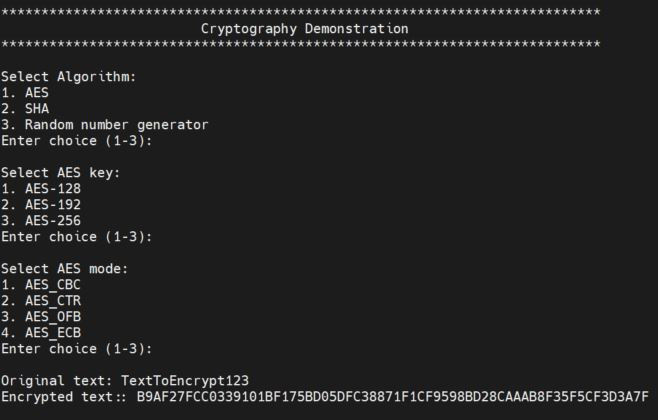 ***************************************************************************
Cryptography Demonstration
***************************************************************************
Select Algorithm:
1. AES
2. SHA
3. Random number generator
Enter choice (1-3):
Select AES key:
1. AES-128
2. AES-192
3. AES-256
Enter choice (1-3):
Select AES mode:
1. AES_CBC
2. AES_CTR
3. AES_OFB
4. AES_ECB
Enter choice (1-3):
Original text: TextToEncrypt123
Encrypted text:: B9AF27FCC0339101BF175BD05DFC38871F1CF9598BD28CAAAB8F35F5CF3D3A7F